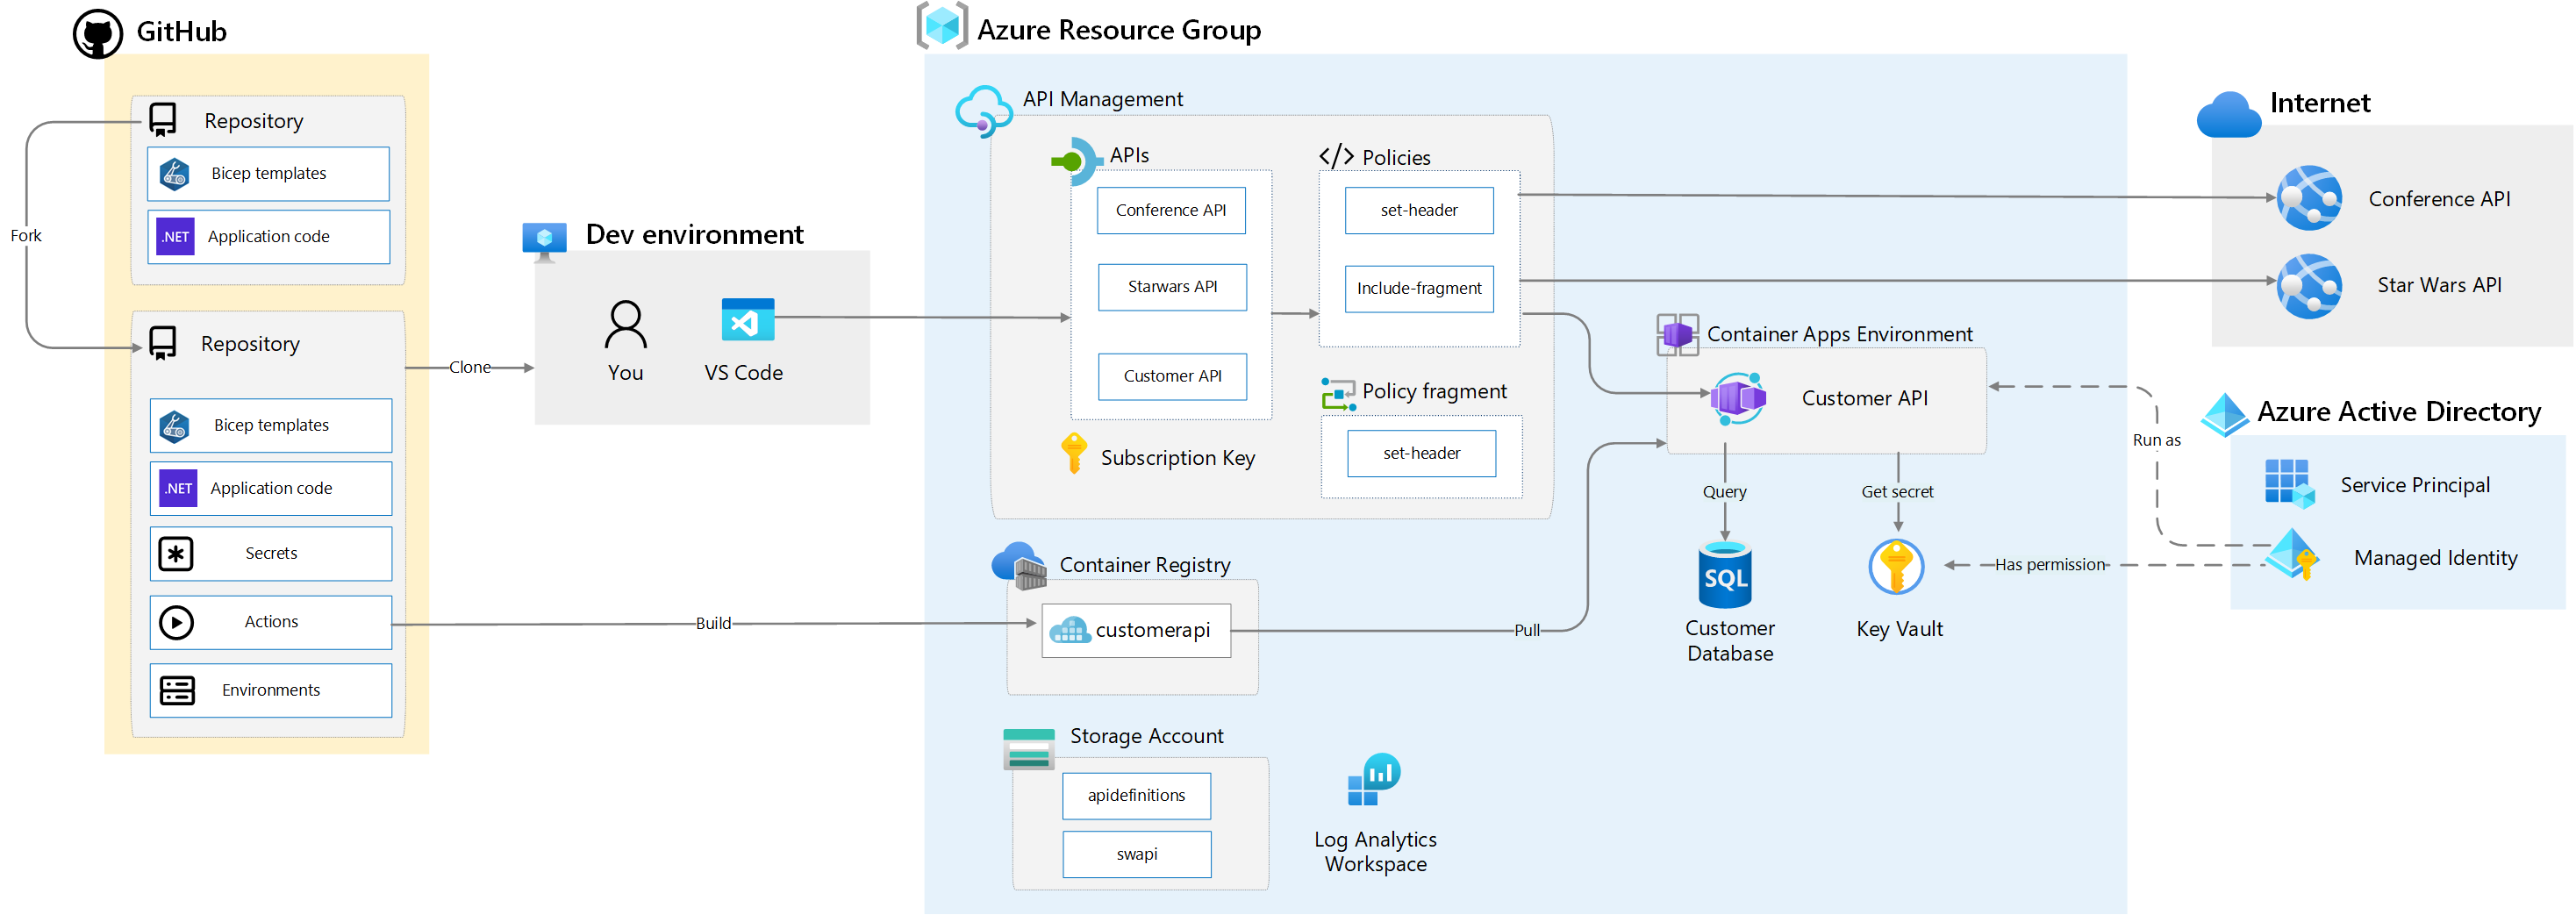 GitHub
Repository
Bicep templates
.NET
Application code
Fork
Repository
Bicep templates
.NET
Application code
Secrets
Actions
Environments
Clone
Build
Dev environment
You
VS Code
Azure Resource Group
API Management
APIs
Conference API
Starwars API
Customer API
Subscription Key
</> Policies
set-header
Include-fragment
Policy fragment
set-header
Container Registry
customerapi
Pull
Storage Account
apidefinitions
swapi
Log Analytics
Workspace
Container Apps Environment
Customer API
Query
Get secret
SQL
Customer
Database
Key Vault
Internet
Conference API
Star Wars API
Azure Active Directory
Run as
Service Principal
Has permission
Managed Identity